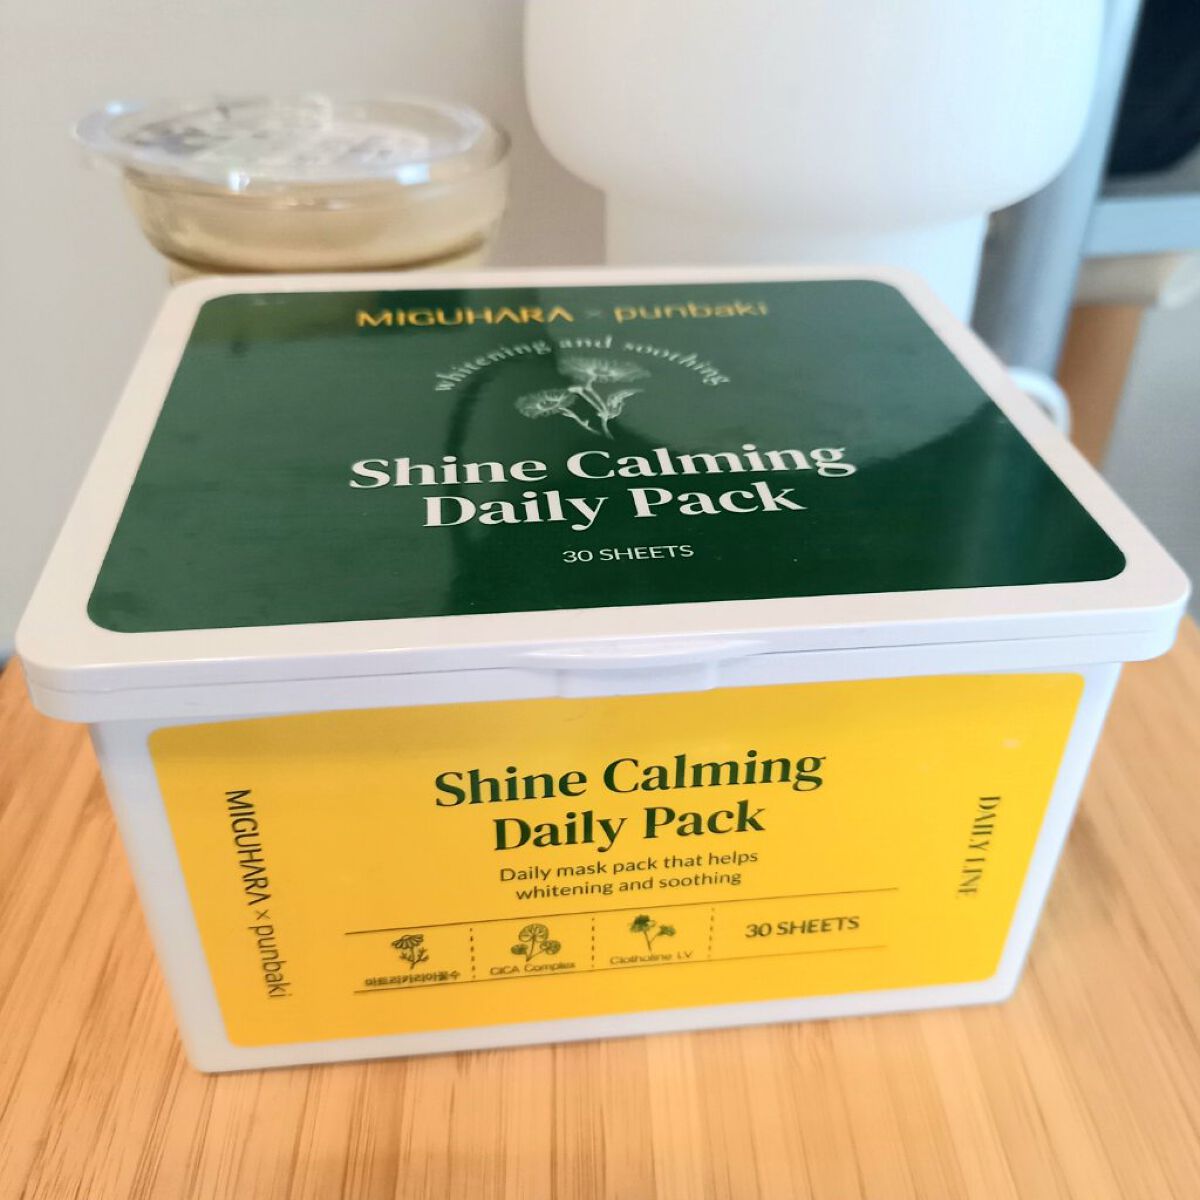 MIGUHARA × punbaki
whitening and soothing
Shine Calming
Daily Pack
30 SHEETS
Shine Calming
Daily Pack
Daily mask pack that helps
whitening and soothing
MIGUHARA × punbaki
DAILY LINE
CICA Complex
30 SHEETS